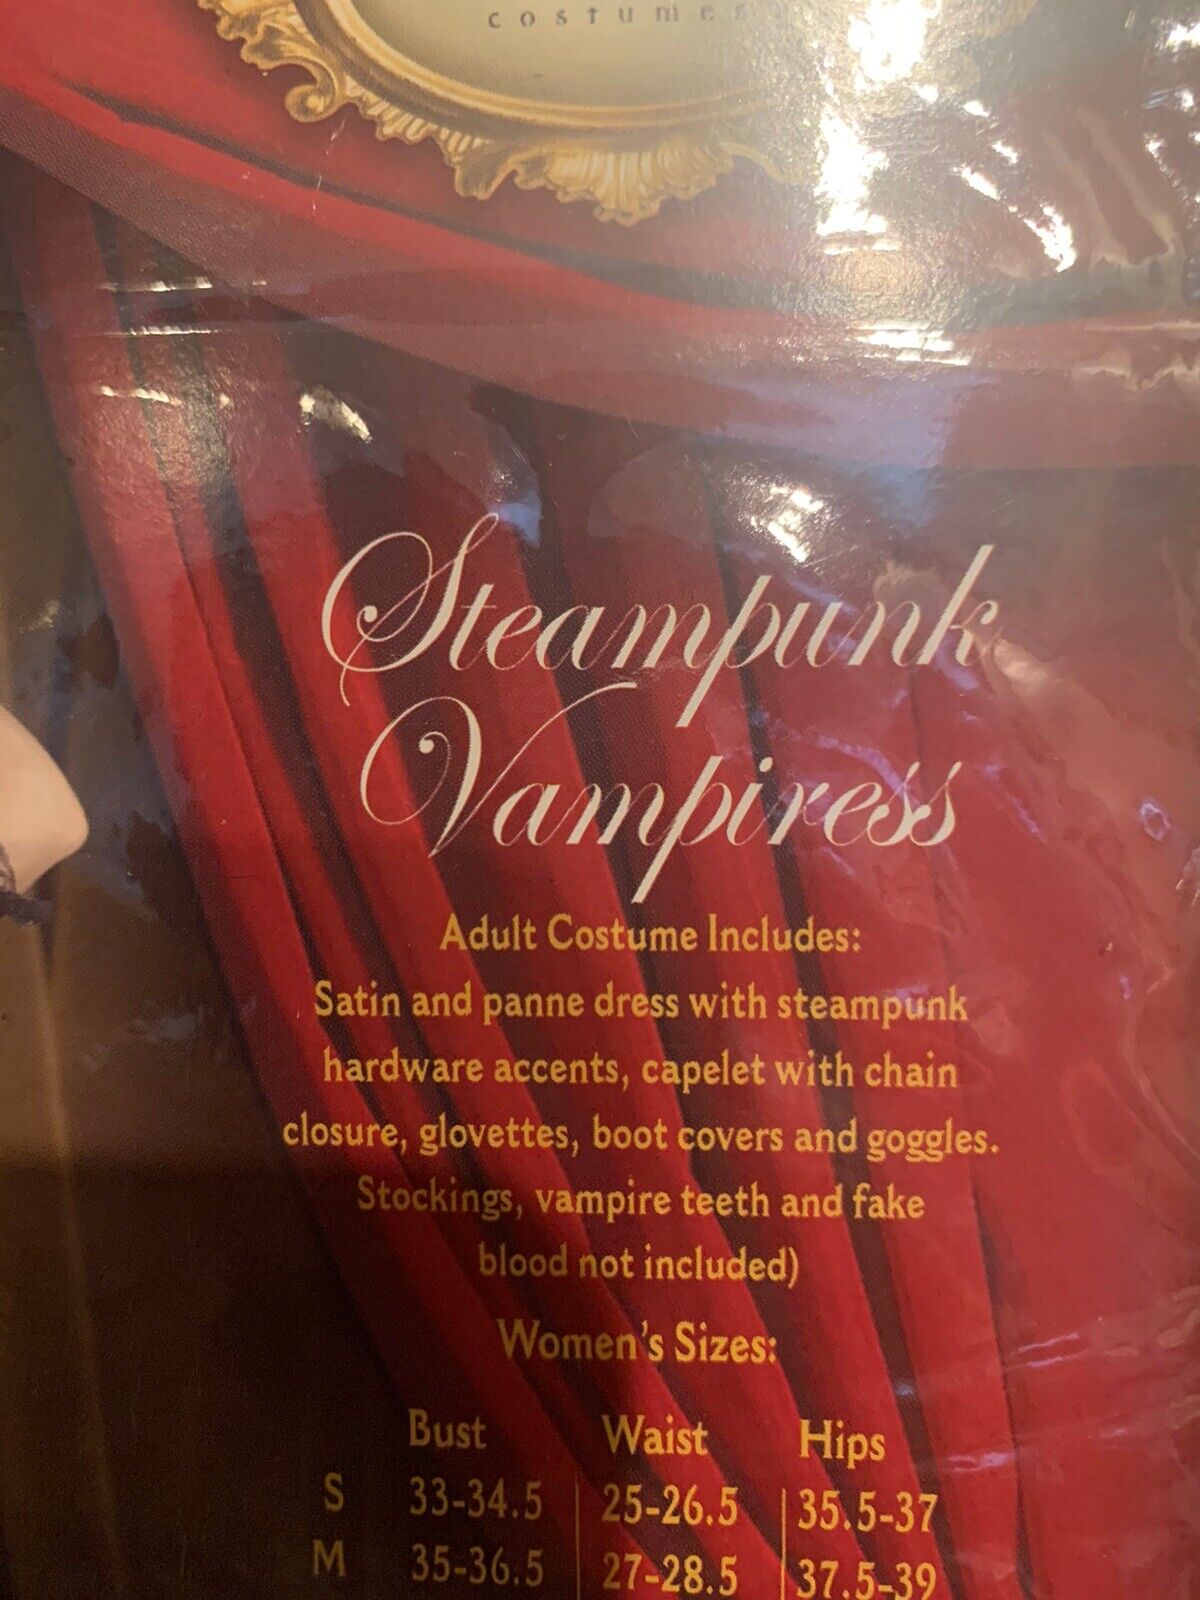 costumes
Steampunk
Vampiress
Adult Costume Includes:
Satin and panne dress with steampunk
hardware accents, capelet with chain
closure, glovettes, boot covers and goggles.
Stockings, vampire teeth and fake
blood not included)
Women's Sizes:
Bust Waist Hips
S 33-34.5 25-26.5 35.5-37
M 35-36.5 27-28.5 37.5-39